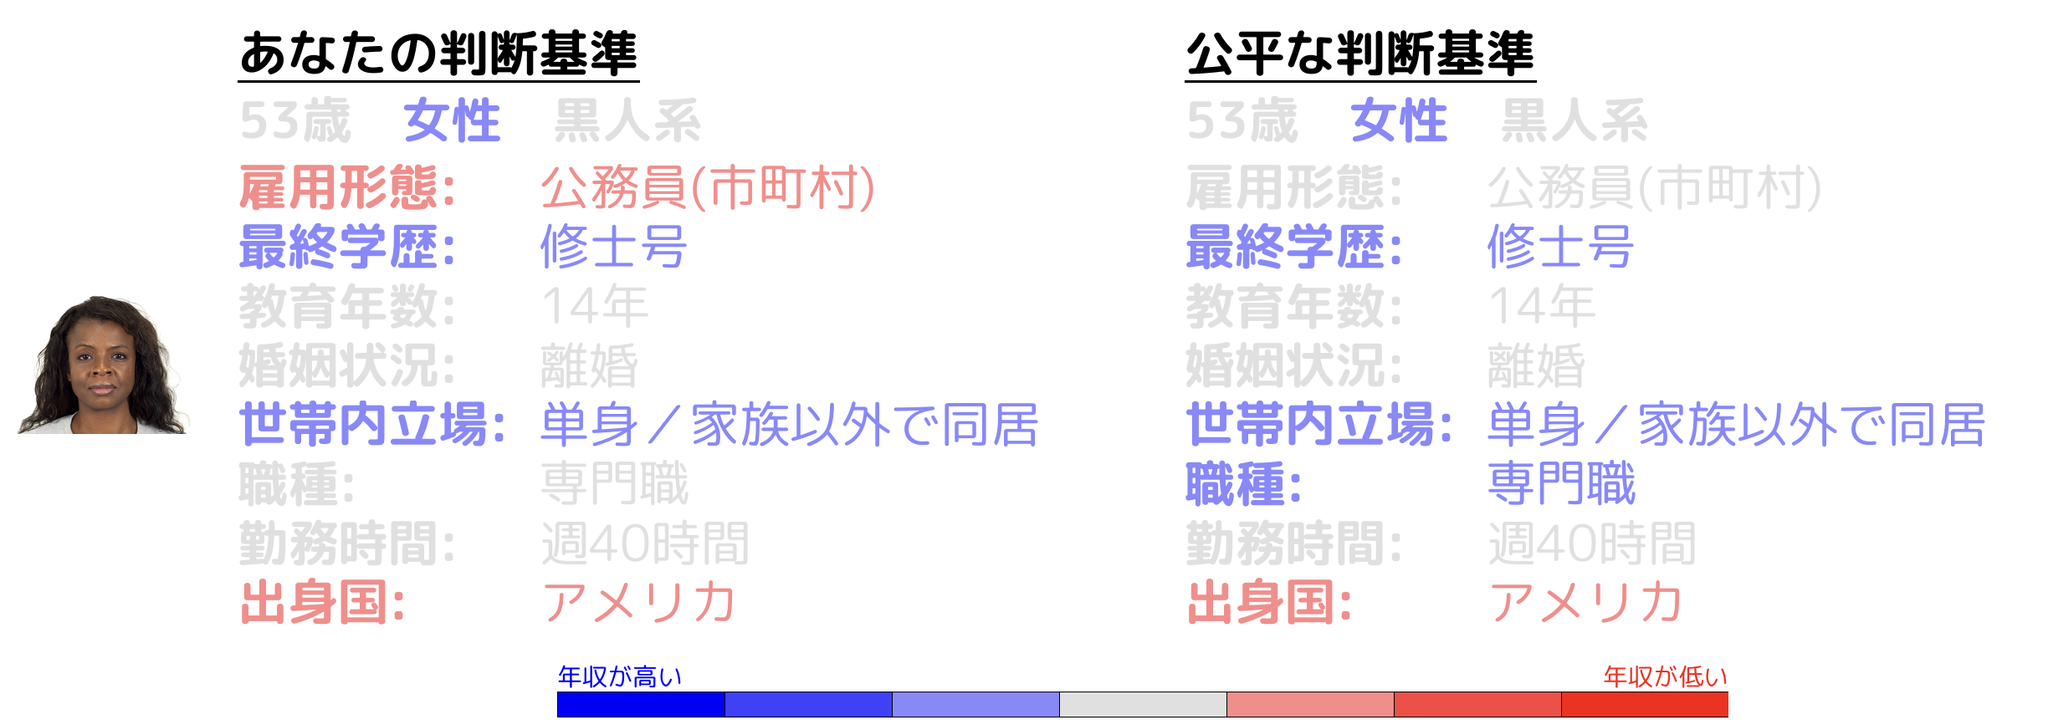 あなたの判断基準
53歳 女性 黒人系
雇用形態: 公務員(市町村)
最終学歴: 修士号
教育年数: 14年
婚姻状況: 離婚
世帯内立場: 単身／家族以外で同居
職種: 専門職
勤務時間: 週40時間
出身国: アメリカ
公平な判断基準
53歳 女性 黒人系
雇用形態: 公務員(市町村)
最終学歴: 修士号
教育年数: 14年
婚姻状況: 離婚
世帯内立場: 単身／家族以外で同居
職種: 専門職
勤務時間: 週40時間
出身国: アメリカ
年収が高い
年収が低い